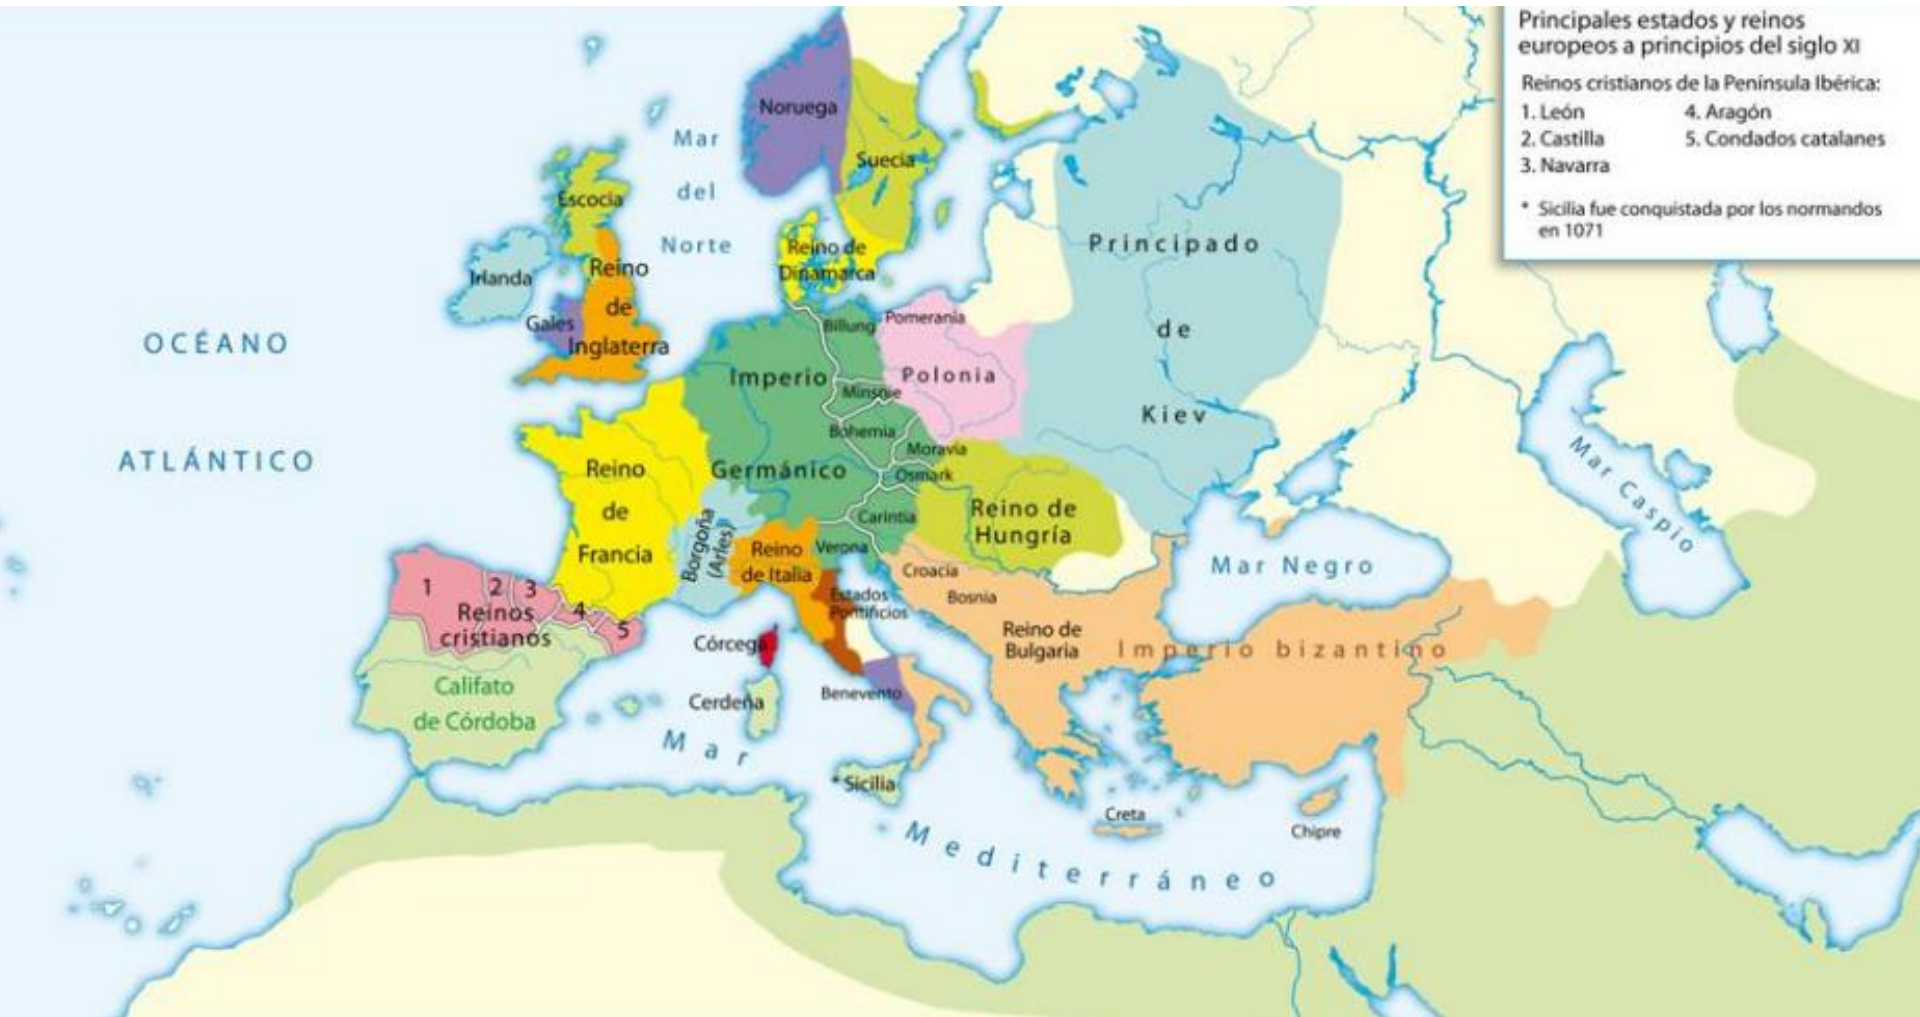 Principales estados y reinos
europeos a principios del siglo XI
Reinos cristianos de la Península Ibérica:
1. León
4. Aragón
2. Castilla
5. Condados catalanes
3. Navarra
* Sicilia fue conquistada por los normandos
en 1071
Noruega
Suecia
Mar
del
Norte
Escocia
Irlanda
Reino
de
Inglaterra
Gales
Reino de
Dinamarca
Principado
de
Kiev
OCÉANO
ATLÁNTICO
Billung
Pomerania
Imperio
Germánico
Minsnie
Polonia
Bohemia
Moravia
Osmark
Carintia
Verona
Reino
de
Francia
Borgoña
(Arles)
Reino
de Italia
Reino de
Hungría
Mar Caspio
Mar Negro
Croacia
Bosnia
Estados
Pontificios
Reino de
Bulgaria
Imperio bizantino
1
2
3
4
5
Reinos
cristianos
Califato
de Córdoba
Córcega
Cerdeña
Benevento
* Sicilia
Creta
Chipre
Mar
Mediterráneo